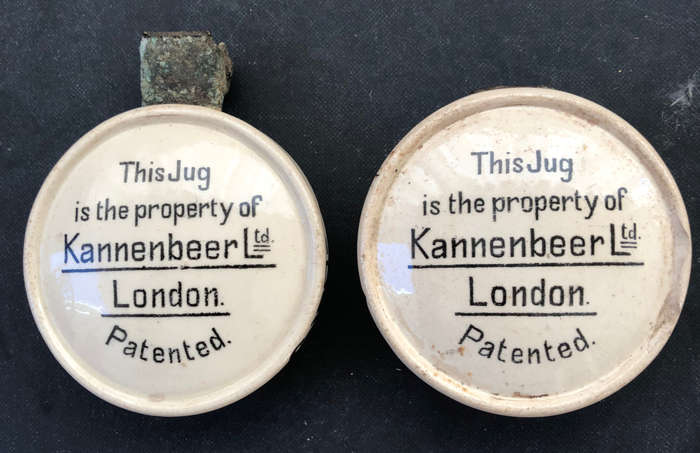 This Jug
is the property of
Kannenbeer Ltd.
London.
Patented.
This Jug
is the property of
Kannenbeer Ltd.
London.
Patented.